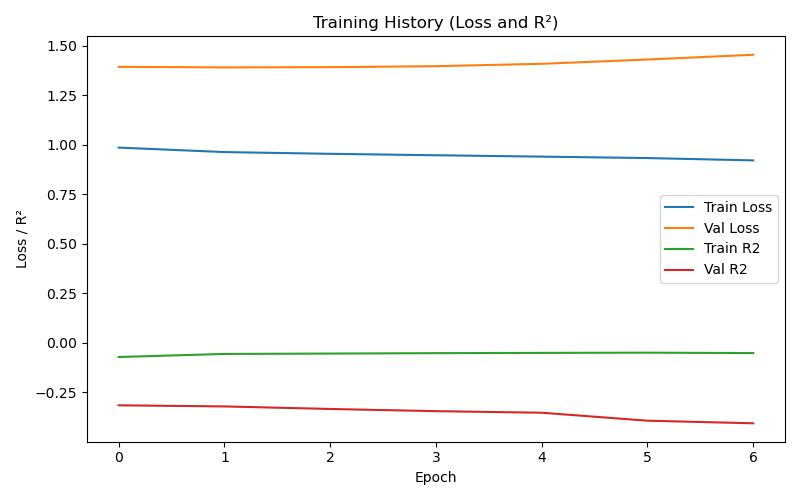 Training History (Loss and R²)
Loss / R²
1.50
1.25
1.00
0.75
0.50
0.25
0.00
−0.25
Train Loss
Val Loss
Train R2
Val R2
0 1 2 3 4 5 6
Epoch